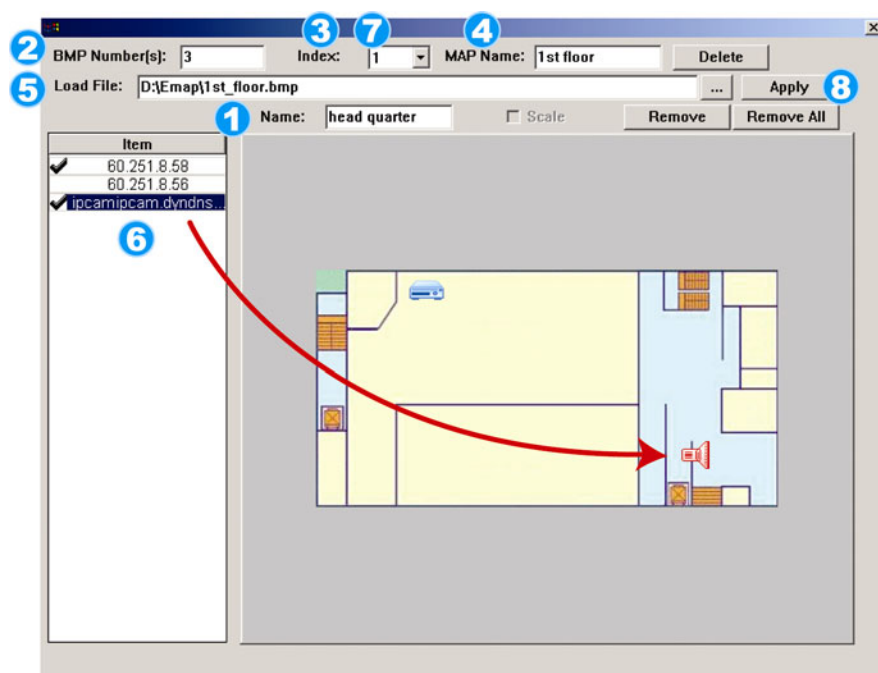 3 7 4
2 BMP Number(s): 3 Index: 1 MAP Name: 1st floor Delete
5 Load File: D:\Emap\1st_floor.bmp ... Apply 8
1 Name: head quarter Scale Remove Remove All
Item
60.251.8.58
60.251.8.56
ipcamipcam.dyndns...
6